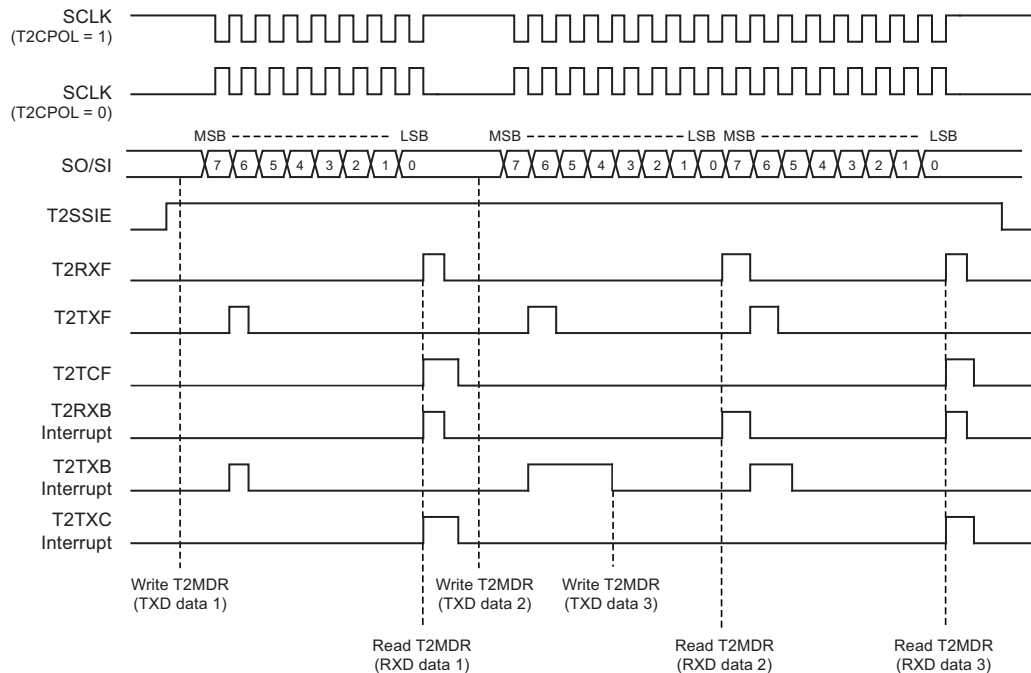 SCLK
(T2CPOL = 1)
SCLK
(T2CPOL = 0)
MSB LSB MSB LSB MSB LSB
SO/SI 7 6 5 4 3 2 1 0 7 6 5 4 3 2 1 0 7 6 5 4 3 2 1 0
T2SSIE
T2RXF
T2TXF
T2TCF
T2RXB
Interrupt
T2TXB
Interrupt
T2TXC
Interrupt
Write T2MDR Write T2MDR Write T2MDR
(TXD data 1) (TXD data 2) (TXD data 3)
Read T2MDR Read T2MDR Read T2MDR
(RXD data 1) (RXD data 2) (RXD data 3)